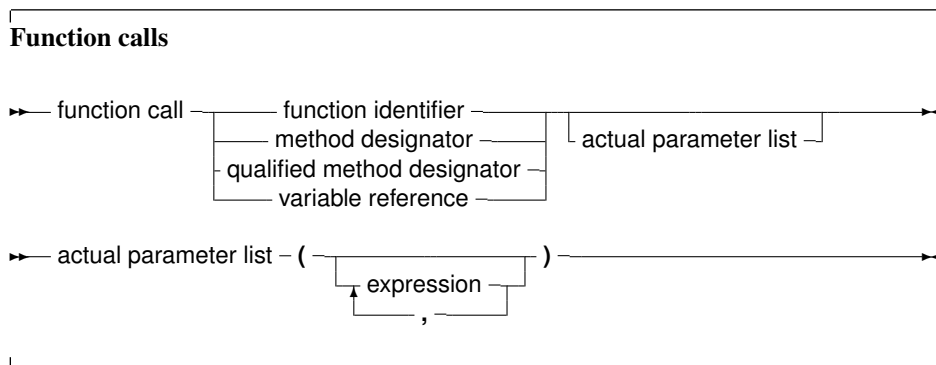 Function calls
function call function identifier
method designator actual parameter list
qualified method designator
variable reference
actual parameter list ( )
expression
,